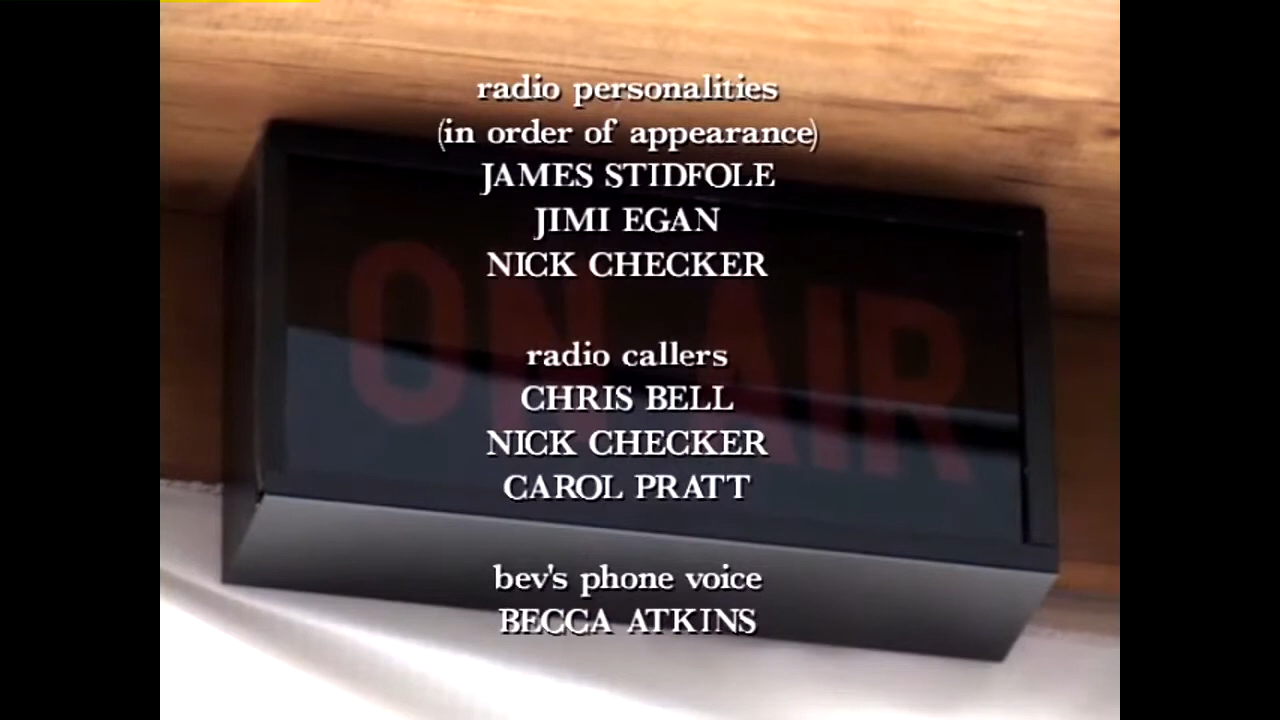 radio personalities
(in order of appearance)
JAMES STIDFOLE
JIMI EGAN
NICK CHECKER
ON AIR
radio callers
CHRIS BELL
NICK CHECKER
CAROL PRATT
bev's phone voice
BECCA ATKINS